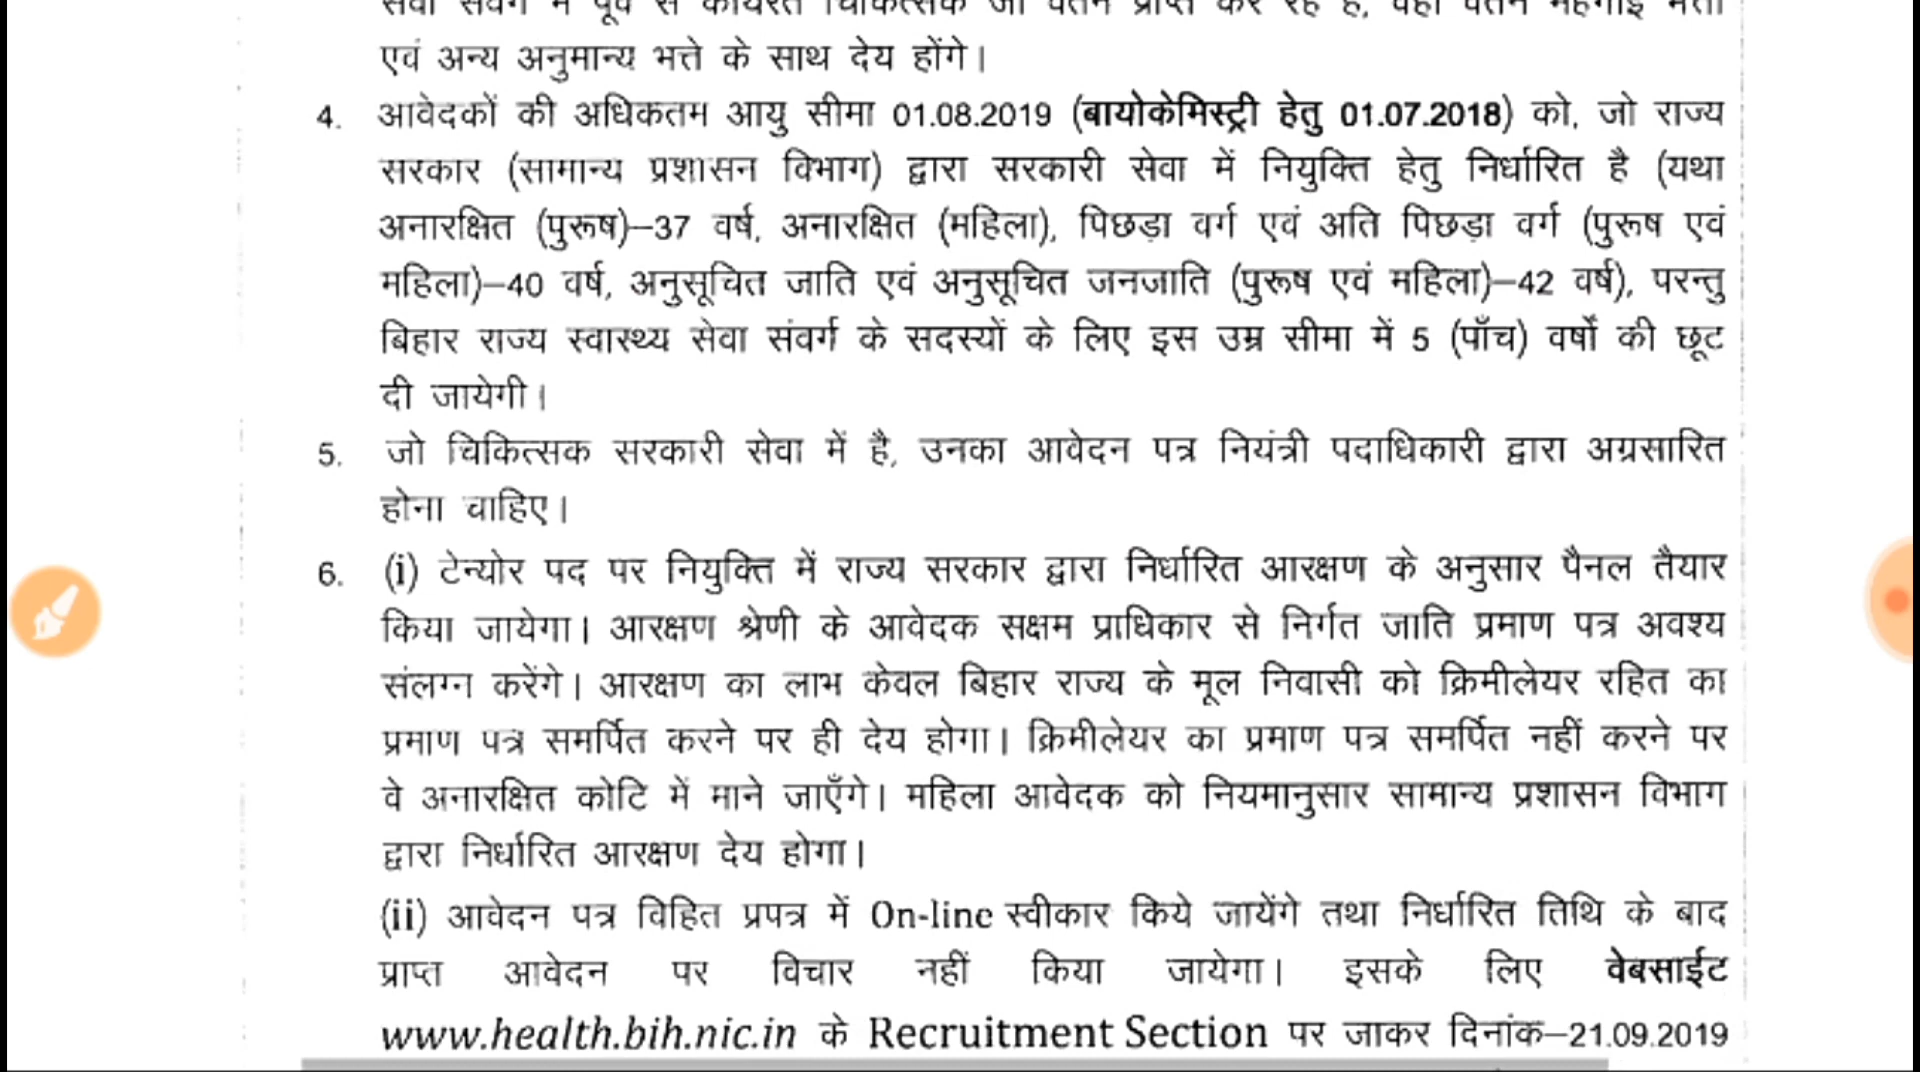 सेवा संवर्ग में पूर्व से कार्यरत चिकित्सक जो वेतन प्राप्त कर रहे है, वही वेतन महंगाई भत्ता
एवं अन्य अनुमान्य भत्ते के साथ देय होंगे।
4. आवेदकों की अधिकतम आयु सीमा 01.08.2019 (बायोकेमिस्ट्री हेतु 01.07.2018) को, जो राज्य
सरकार (सामान्य प्रशासन विभाग) द्वारा सरकारी सेवा में नियुक्ति हेतु निर्धारित है (यथा
अनारक्षित (पुरूष)–37 वर्ष, अनारक्षित (महिला), पिछड़ा वर्ग एवं अति पिछड़ा वर्ग (पुरूष एवं
महिला)–40 वर्ष, अनुसूचित जाति एवं अनुसूचित जनजाति (पुरूष एवं महिला)–42 वर्ष), परन्तु
बिहार राज्य स्वास्थ्य सेवा संवर्ग के सदस्यों के लिए इस उम्र सीमा में 5 (पाँच) वर्षों की छूट
दी जायेगी।
5. जो चिकित्सक सरकारी सेवा में है, उनका आवेदन पत्र नियंत्री पदाधिकारी द्वारा अग्रसारित
होना चाहिए।
6. (i) टेन्योर पद पर नियुक्ति में राज्य सरकार द्वारा निर्धारित आरक्षण के अनुसार पैनल तैयार
किया जायेगा। आरक्षण श्रेणी के आवेदक सक्षम प्राधिकार से निर्गत जाति प्रमाण पत्र अवश्य
संलग्न करेंगे। आरक्षण का लाभ केवल बिहार राज्य के मूल निवासी को क्रिमीलेयर रहित का
प्रमाण पत्र समर्पित करने पर ही देय होगा। क्रिमीलेयर का प्रमाण पत्र समर्पित नहीं करने पर
वे अनारक्षित कोटि में माने जाएँगे। महिला आवेदक को नियमानुसार सामान्य प्रशासन विभाग
द्वारा निर्धारित आरक्षण देय होगा।
(ii) आवेदन पत्र विहित प्रपत्र में On-line स्वीकार किये जायेंगे तथा निर्धारित तिथि के बाद
प्राप्त आवेदन पर विचार नहीं किया जायेगा। इसके लिए वेबसाईट
www.health.bih.nic.in के Recruitment Section पर जाकर दिनांक–21.09.2019